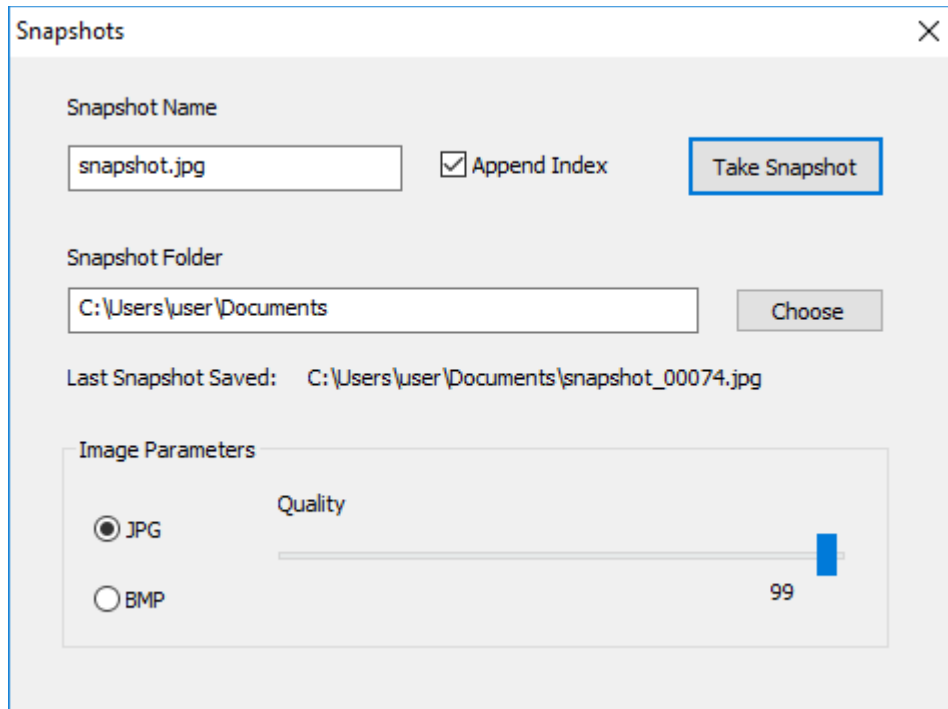 Snapshots
Snapshot Name
snapshot.jpg
Append Index
Take Snapshot
Snapshot Folder
C:\Users\user\Documents
Choose
Last Snapshot Saved: C:\Users\user\Documents\snapshot_00074.jpg
Image Parameters
Quality
JPG
99
BMP